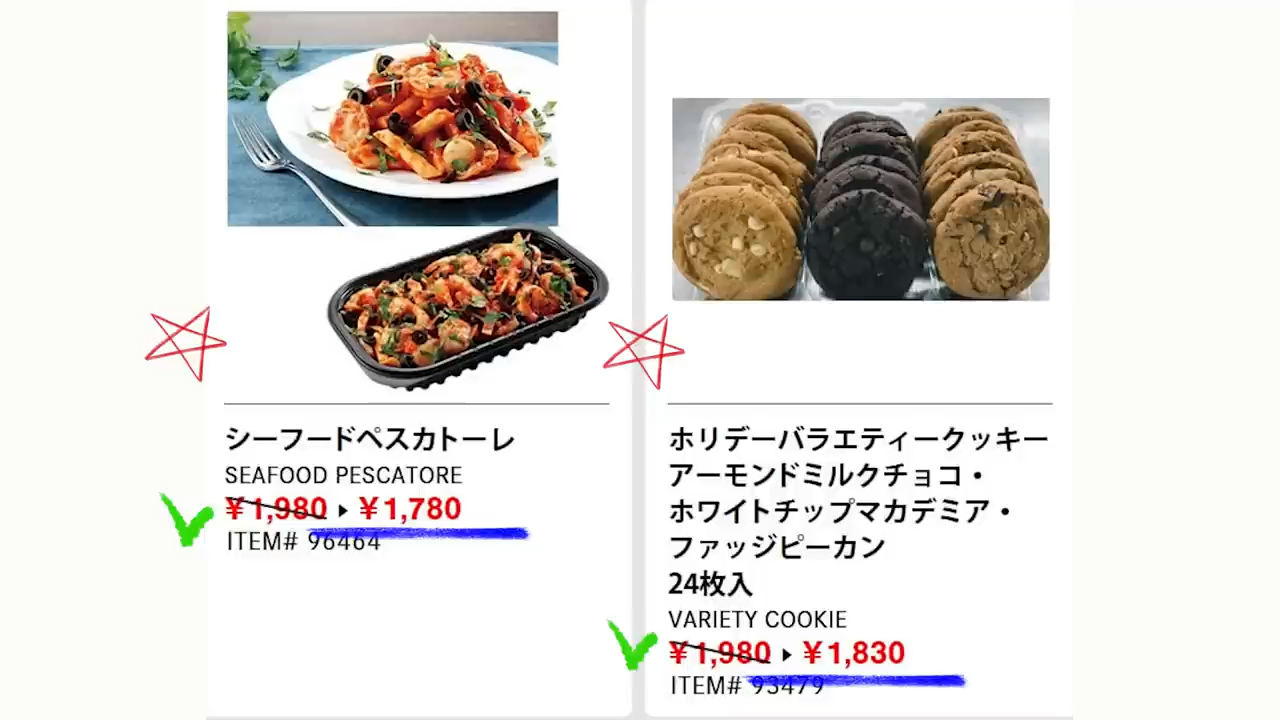 シーフードペスカトーレ
SEAFOOD PESCATORE
¥1,980 ▸ ¥1,780
ITEM# 96464
ホリデーバラエティークッキー
アーモンドミルクチョコ・
ホワイトチップマカデミア・
ファッジピーカン
24枚入
VARIETY COOKIE
¥1,980 ▸ ¥1,830
ITEM# 93479